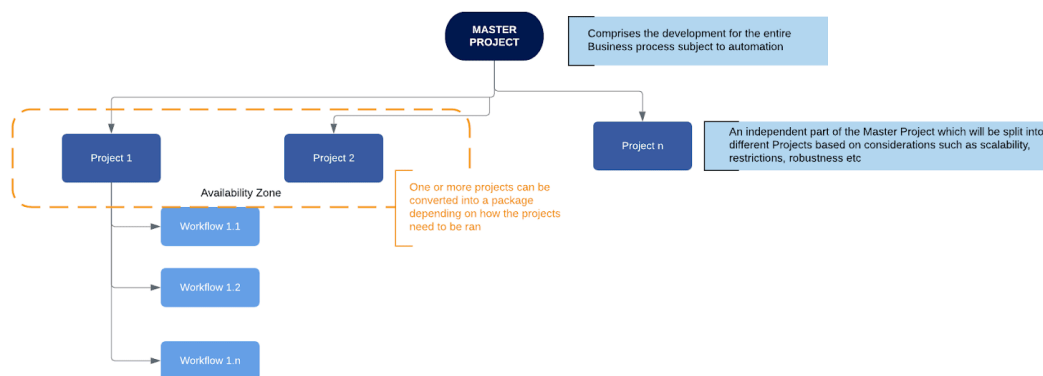 MASTER
PROJECT
Comprises the development for the entire
Business process subject to automation
Project 1
Project 2
Project n
An independent part of the Master Project which will be split into
different Projects based on considerations such as scalability,
restrictions, robustness etc
Availability Zone
One or more projects can be
converted into a package
depending on how the projects
need to be ran
Workflow 1.1
Workflow 1.2
Workflow 1.n